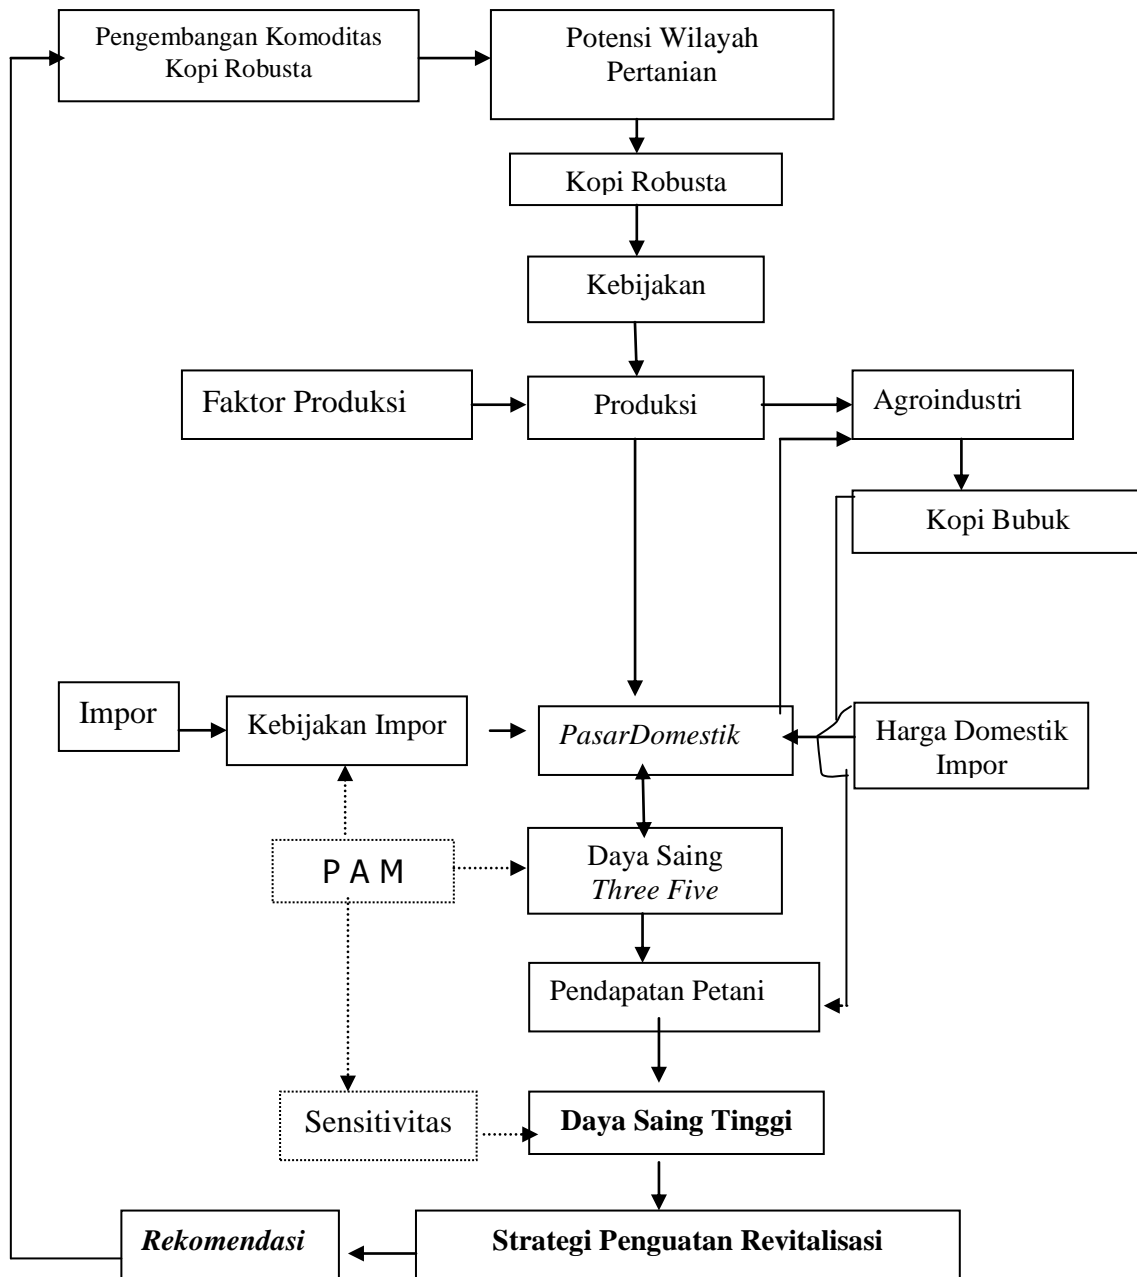 Pengembangan Komoditas
Kopi Robusta
Potensi Wilayah
Pertanian
Kopi Robusta
Kebijakan
Faktor Produksi
Produksi
Agroindustri
Kopi Bubuk
Impor
Kebijakan Impor
PasarDomestik
Harga Domestik
Impor
P A M
Daya Saing
Three Five
Pendapatan Petani
Sensitivitas
Daya Saing Tinggi
Rekomendasi
Strategi Penguatan Revitalisasi